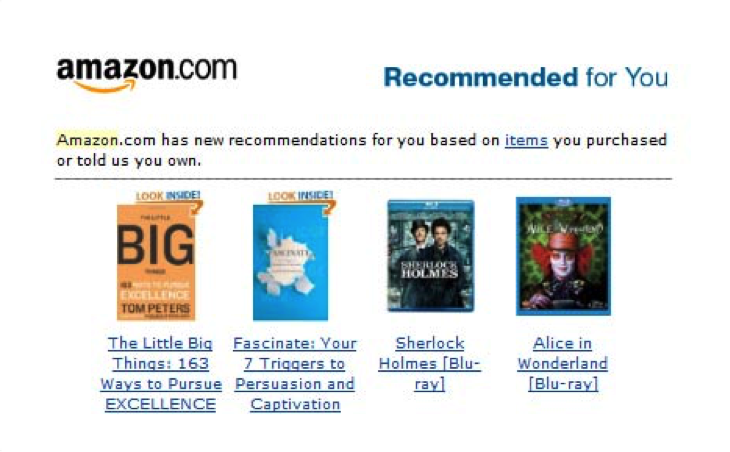 amazon.com
Recommended for You
Amazon.com has new recommendations for you based on items you purchased
or told us you own.
LOOK INSIDE!
THE LITTLE
BIG
THINGS
163 WAYS TO PURSUE
EXCELLENCE
TOM PETERS
LOOK INSIDE!
FASCINATE
SHERLOCK
HOLMES
ALICE IN WONDERLAND
The Little Big
Things: 163
Ways to Pursue
EXCELLENCE
Fascinate: Your
7 Triggers to
Persuasion and
Captivation
Sherlock
Holmes [Blu-
ray]
Alice in
Wonderland
[Blu-ray]